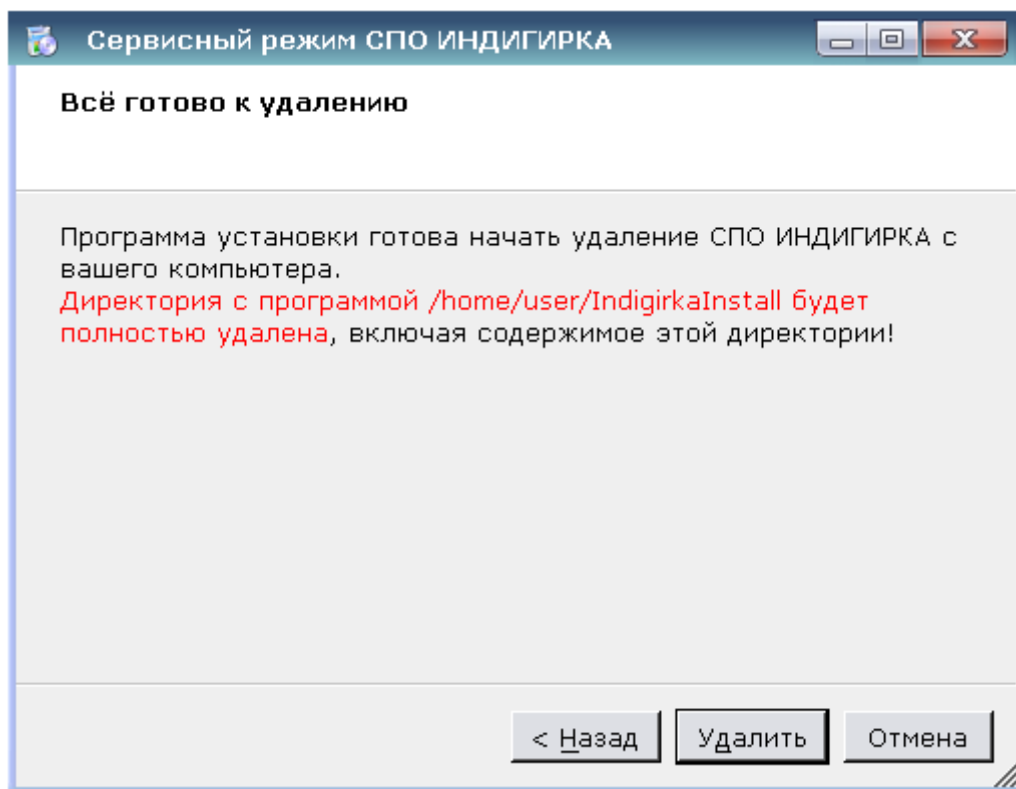 Сервисный режим СПО ИНДИГИРКА
Всё готово к удалению
Программа установки готова начать удаление СПО ИНДИГИРКА с
вашего компьютера.
Директория с программой /home/user/IndigirkaInstall будет
полностью удалена, включая содержимое этой директории!
< Назад
Удалить
Отмена